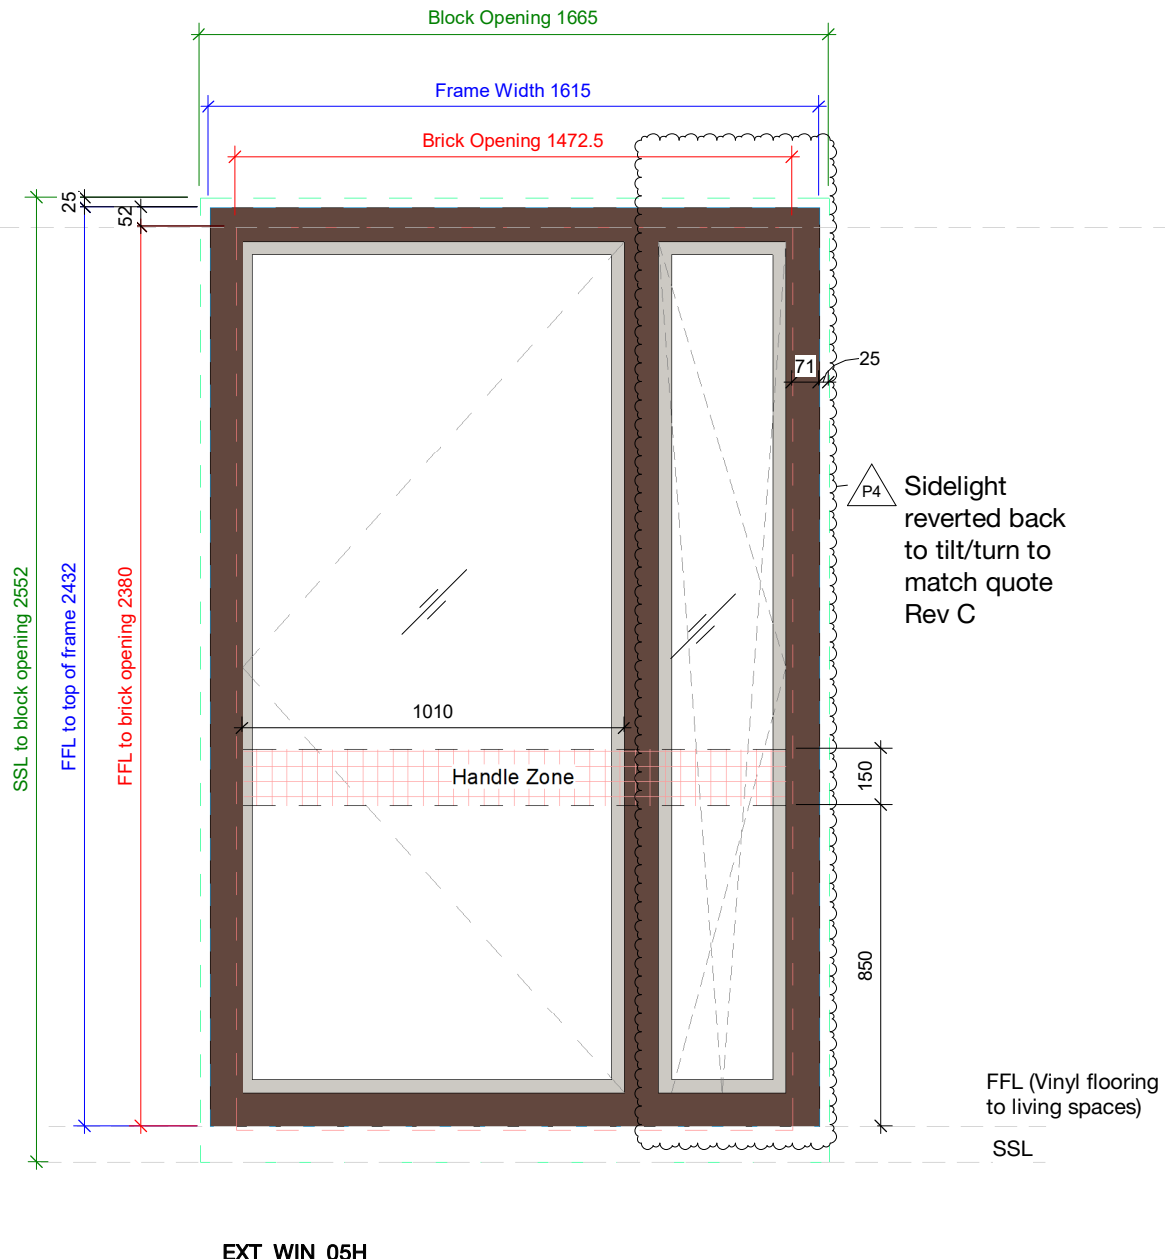 Block Opening 1665
Frame Width 1615
Brick Opening 1472.5
25
52
71
25
P4
Sidelight
reverted back
to tilt/turn to
match quote
Rev C
SSL to block opening 2552
FFL to top of frame 2432
FFL to brick opening 2380
1010
Handle Zone
150
850
FFL (Vinyl flooring
to living spaces)
SSL
EXT_WIN_05H